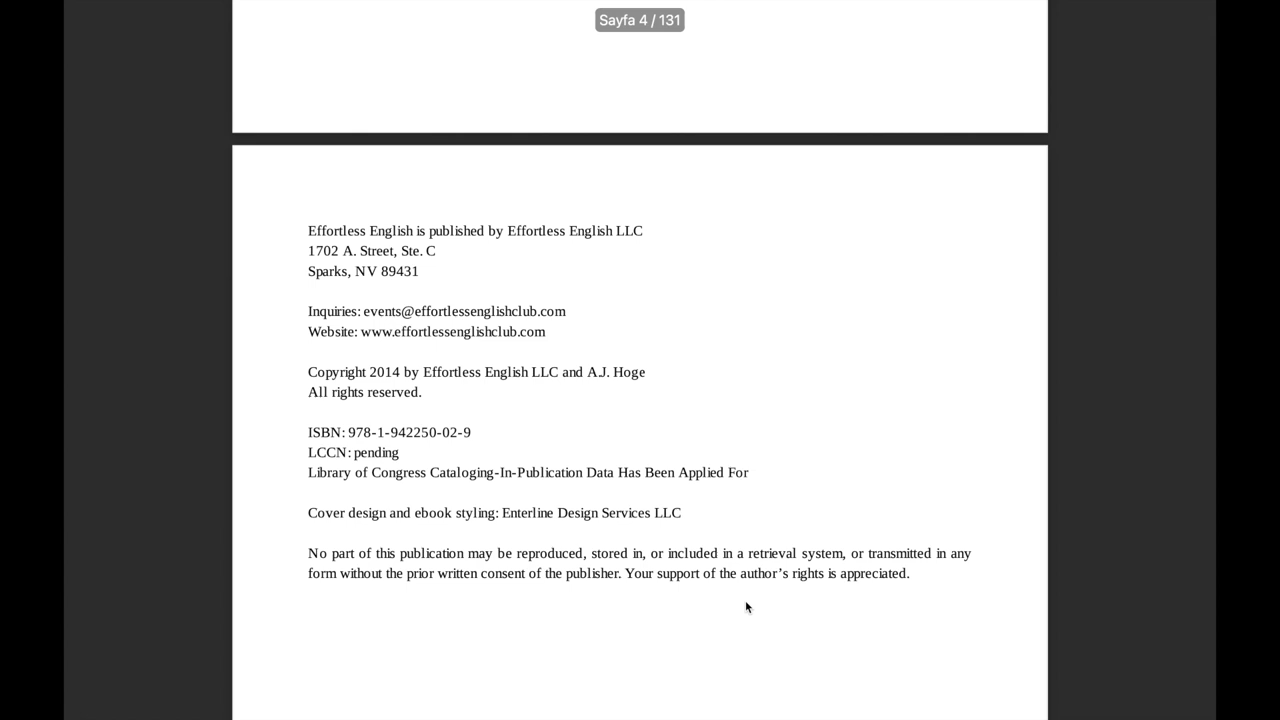 Sayfa 4 / 131
Effortless English is published by Effortless English LLC
1702 A. Street, Ste. C
Sparks, NV 89431
Inquiries: events@effortlessenglishclub.com
Website: www.effortlessenglishclub.com
Copyright 2014 by Effortless English LLC and A.J. Hoge
All rights reserved.
ISBN: 978-1-942250-02-9
LCCN: pending
Library of Congress Cataloging-In-Publication Data Has Been Applied For
Cover design and ebook styling: Enterline Design Services LLC
No part of this publication may be reproduced, stored in, or included in a retrieval system, or transmitted in any
form without the prior written consent of the publisher. Your support of the author’s rights is appreciated.